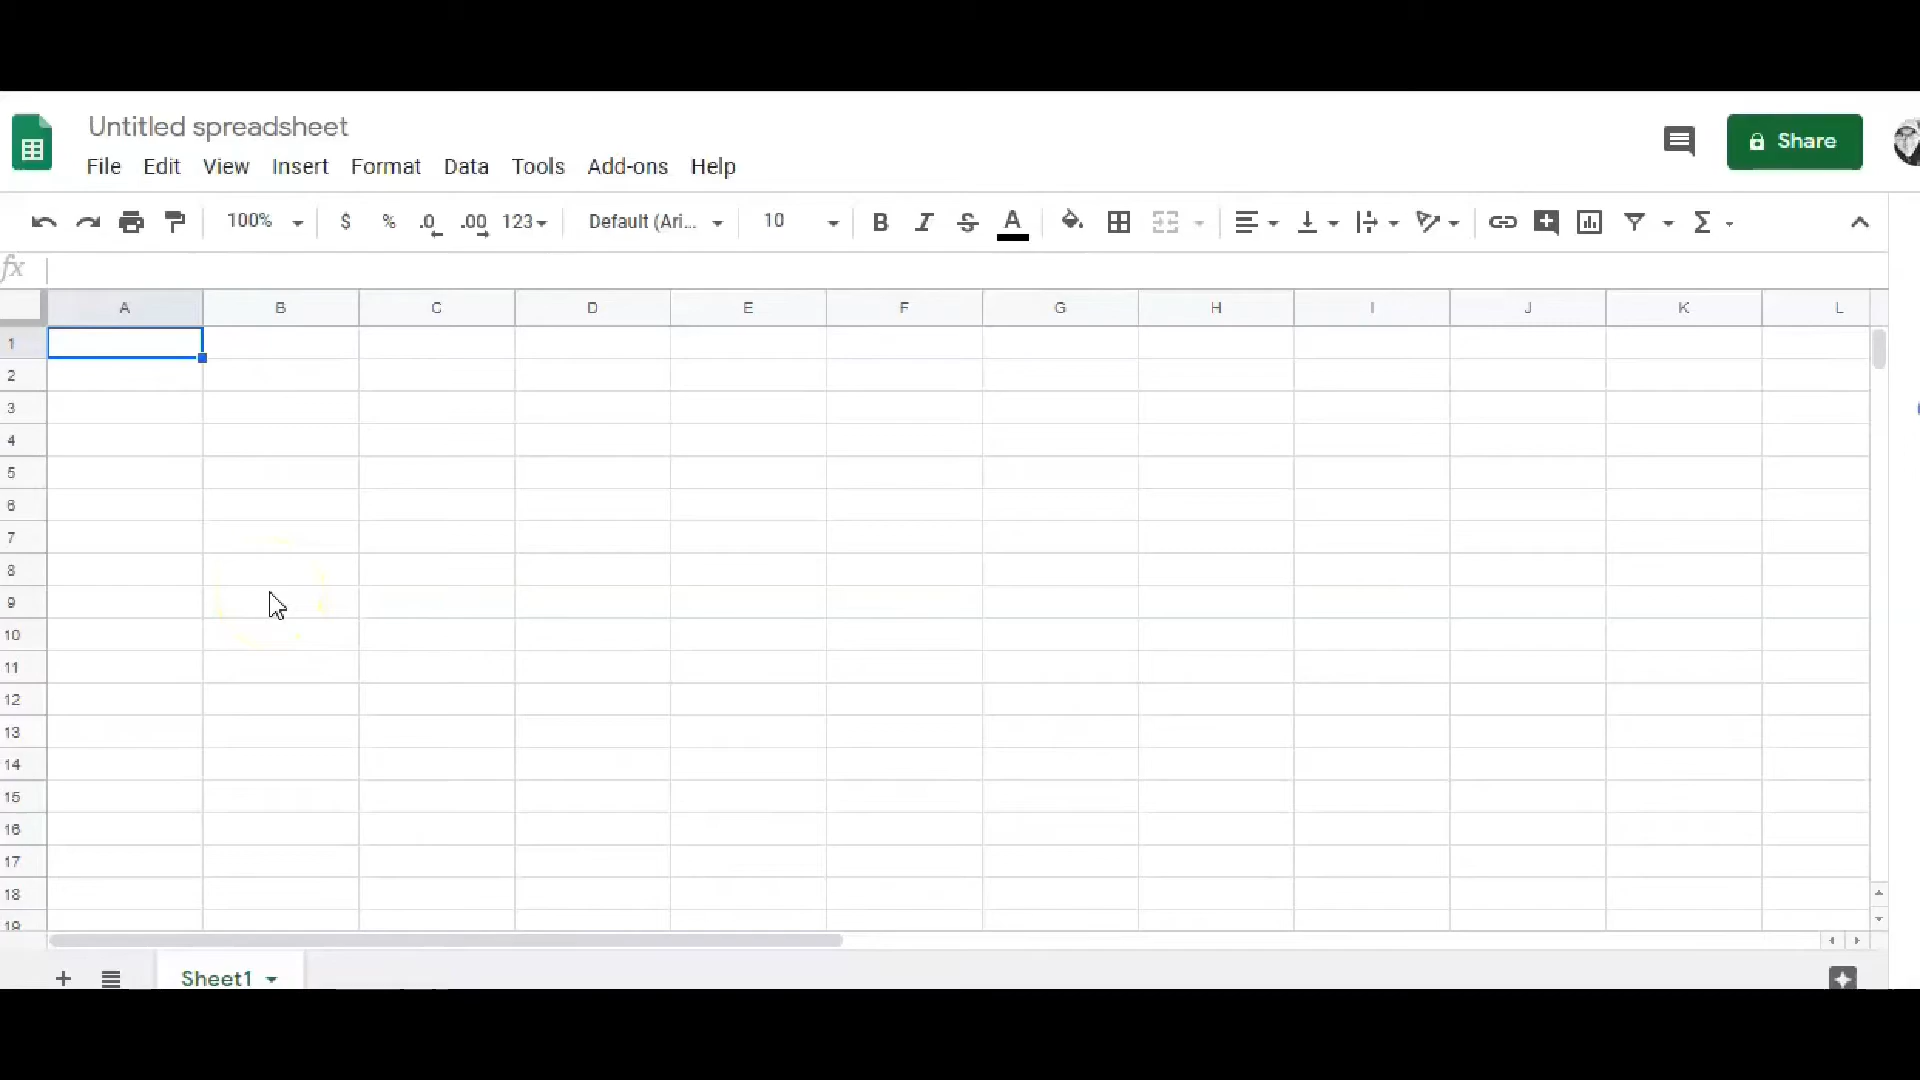 Untitled spreadsheet
File Edit View Insert Format Data Tools Add-ons Help
Share
100% $ % .0 .00 123 Default (Ari... 10 B I S A Σ
fx
A B C D E F G H I J K L
1
2
3
4
5
6
7
8
9
10
11
12
13
14
15
16
17
18
19
+ Sheet1